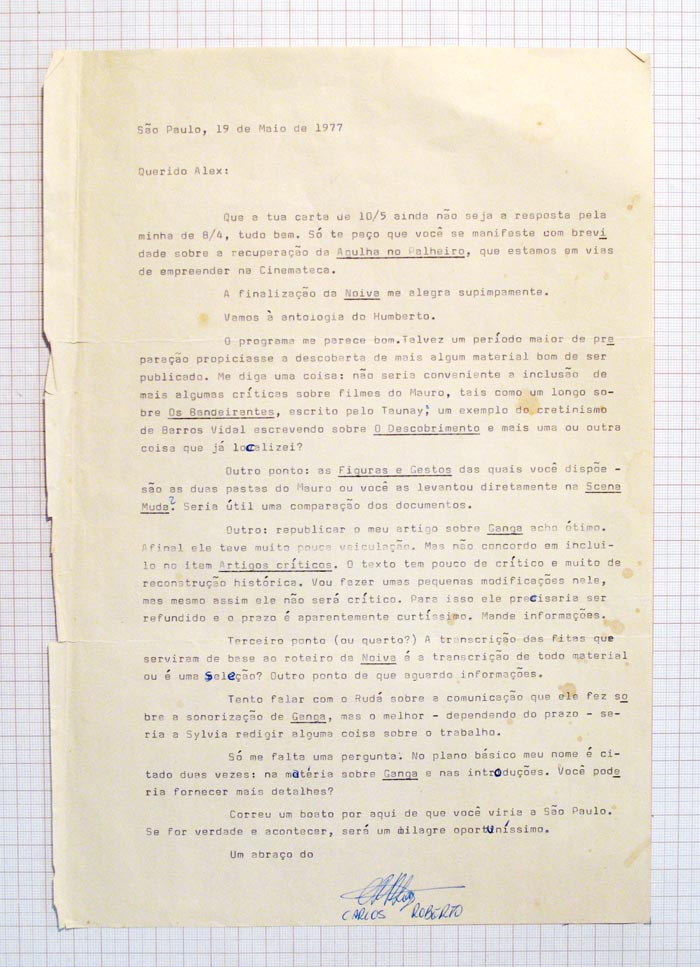 São Paulo, 19 de Maio de 1977
Querido Alex:
Que a tua carta de 10/5 ainda não seja a resposta pela
minha de 8/4, tudo bem. Só te peço que você se manifeste com brevi
dade sobre a recuperação da Agulha no Palheiro, que estamos em vias
de empreender na Cinemateca.
A finalização da Noiva me alegra supimpamente.
Vamos à antologia do Humberto.
O programa me parece bom.Talvez um período maior de pre
paração propiciasse a descoberta de mais algum material bom de ser
publicado. Me diga uma coisa: não seria conveniente a inclusão de
mais algumas críticas sobre filmes do Mauro, tais como um longo so-
bre Os Bandeirantes, escrito pelo Taunay; um exemplo do cretinismo
de Barros Vidal escrevendo sobre O Descobrimento e mais uma ou outra
coisa que já localizei?
Outro ponto: as Figuras e Gestos das quais você dispõe -
são as duas pastas do Mauro ou você as levantou diretamente na Scena
Muda? Seria útil uma comparação dos documentos.
Outro: republicar o meu artigo sobre Ganga acho ótimo.
Afinal ele teve muito pouca veiculação. Mas não concordo em inclui-
lo no item Artigos críticos. O texto tem pouco de crítico e muito de
reconstrução histórica. Vou fazer umas pequenas modificações nele,
mas mesmo assim ele não será crítico. Para isso ele precisaria ser
refundido e o prazo é aparentemente curtíssimo. Mande informações.
Terceiro ponto (ou quarto?) A transcrição das fitas que
serviram de base ao roteiro da Noiva é a transcrição de todo material
ou é uma seleção? Outro ponto de que aguardo informações.
Tento falar com o Rudá sobre a comunicação que ele fez so
bre a sonorização de Ganga, mas o melhor - dependendo do prazo - se-
ria a Sylvia redigir alguma coisa sobre o trabalho.
Só me falta uma pergunta. No plano básico meu nome é ci-
tado duas vezes: na matéria sobre Ganga e nas introduções. Você pode
ria fornecer mais detalhes?
Correu um boato por aqui de que você viria a São Paulo.
Se for verdade e acontecer, será um milagre oportuníssimo.
Um abraço do
CARLOS ROBERTO